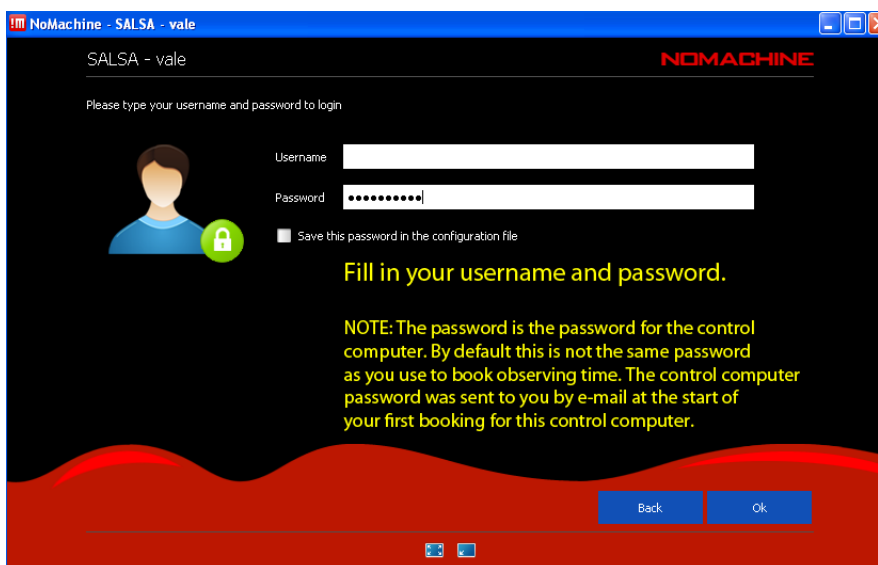 !M NoMachine - SALSA - vale
SALSA - vale
NOMACHINE
Please type your username and password to login
Username
Password ••••••••••
Save this password in the configuration file
Fill in your username and password.
NOTE: The password is the password for the control
computer. By default this is not the same password
as you use to book observing time. The control computer
password was sent to you by e-mail at the start of
your first booking for this control computer.
Back
Ok